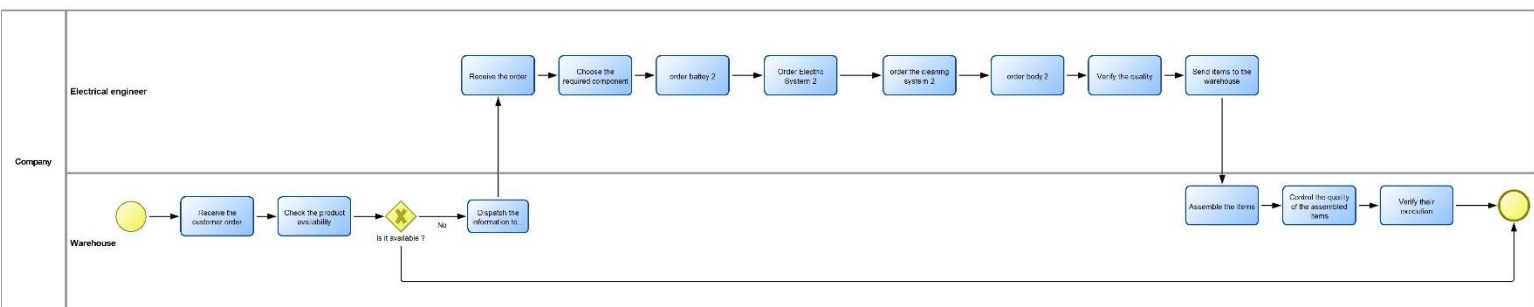 Company
Electrical engineer
Receive the order
Choose the
required component
order battey 2
Order Electric
System 2
order the cleaning
system 2
order body 2
Verify the quality
Send items to the
warehouse
Warehouse
Receive the
customer order
Check the product
availability
Is it available ?
No
Dispatch the
information to...
Assemble the items
Control the quality
of the assembled
items
Verify their
execution